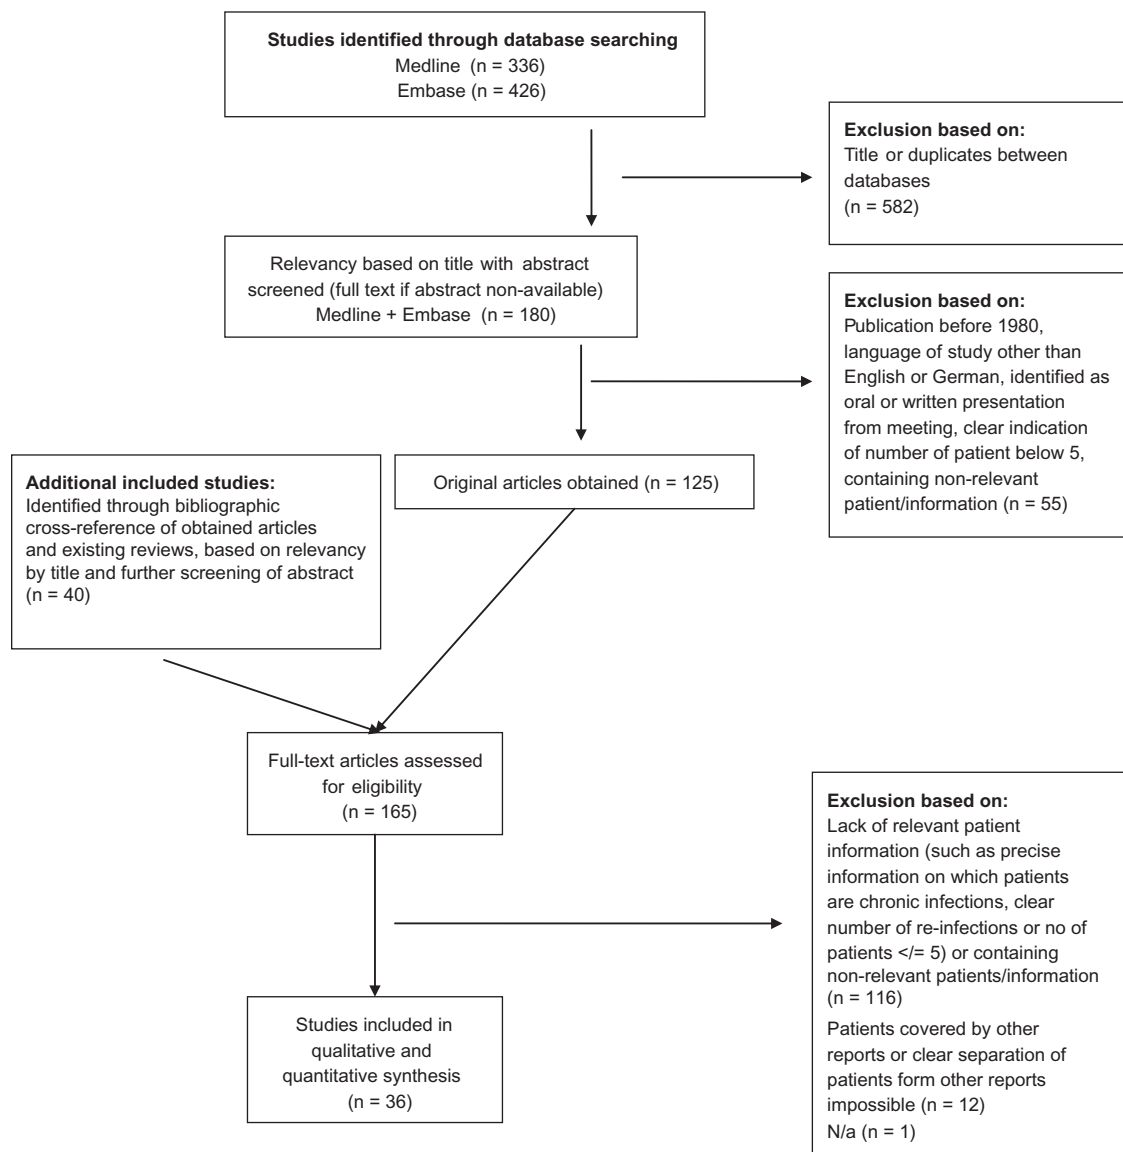 Studies identified through database searching
Medline (n = 336)
Embase (n = 426)
Exclusion based on:
Title or duplicates between
databases
(n = 582)
Relevancy based on title with abstract
screened (full text if abstract non-available)
Medline + Embase (n = 180)
Exclusion based on:
Publication before 1980,
language of study other than
English or German, identified as
oral or written presentation
from meeting, clear indication
of number of patient below 5,
containing non-relevant
patient/information (n = 55)
Additional included studies:
Identified through bibliographic
cross-reference of obtained articles
and existing reviews, based on relevancy
by title and further screening of abstract
(n = 40)
Original articles obtained (n = 125)
Full-text articles assessed
for eligibility
(n = 165)
Exclusion based on:
Lack of relevant patient
information (such as precise
information on which patients
are chronic infections, clear
number of re-infections or no of
patients </= 5) or containing
non-relevant patients/information
(n = 116)
Patients covered by other
reports or clear separation of
patients form other reports
impossible (n = 12)
N/a (n = 1)
Studies included in
qualitative and
quantitative synthesis
(n = 36)